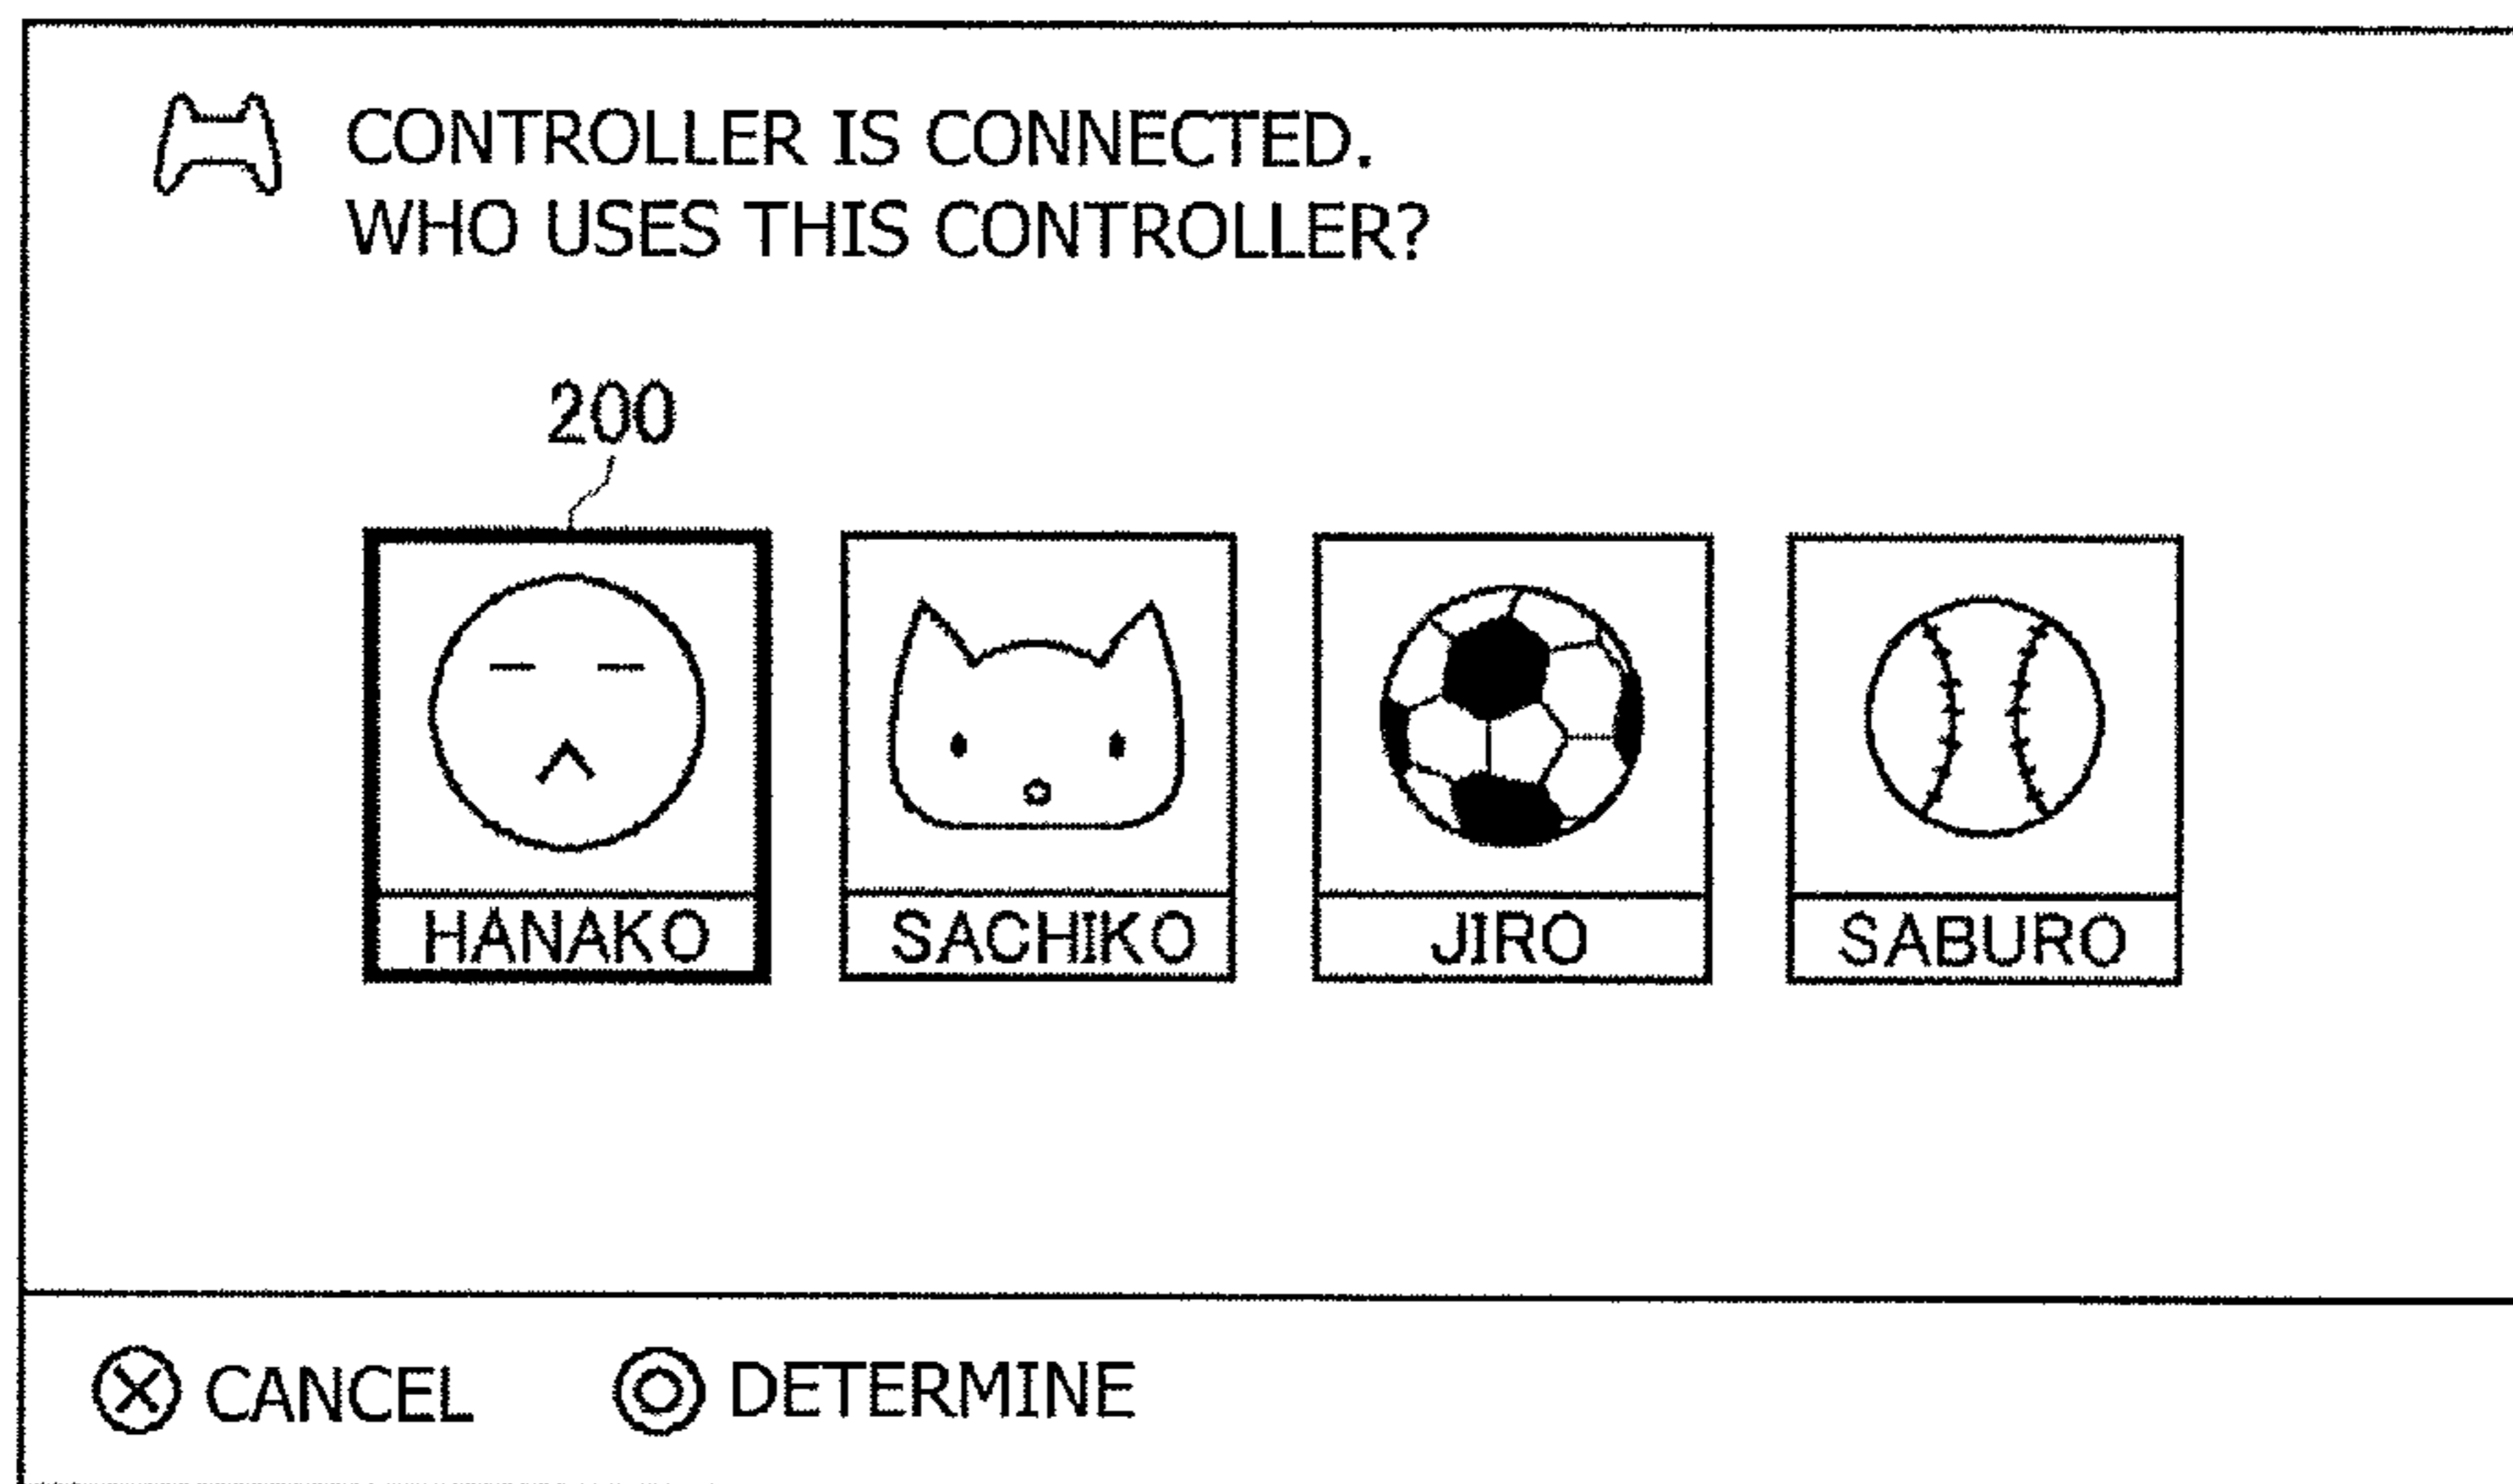 CONTROLLER IS CONNECTED.
WHO USES THIS CONTROLLER?
200
HANAKO SACHIKO JIRO SABURO
CANCEL DETERMINE